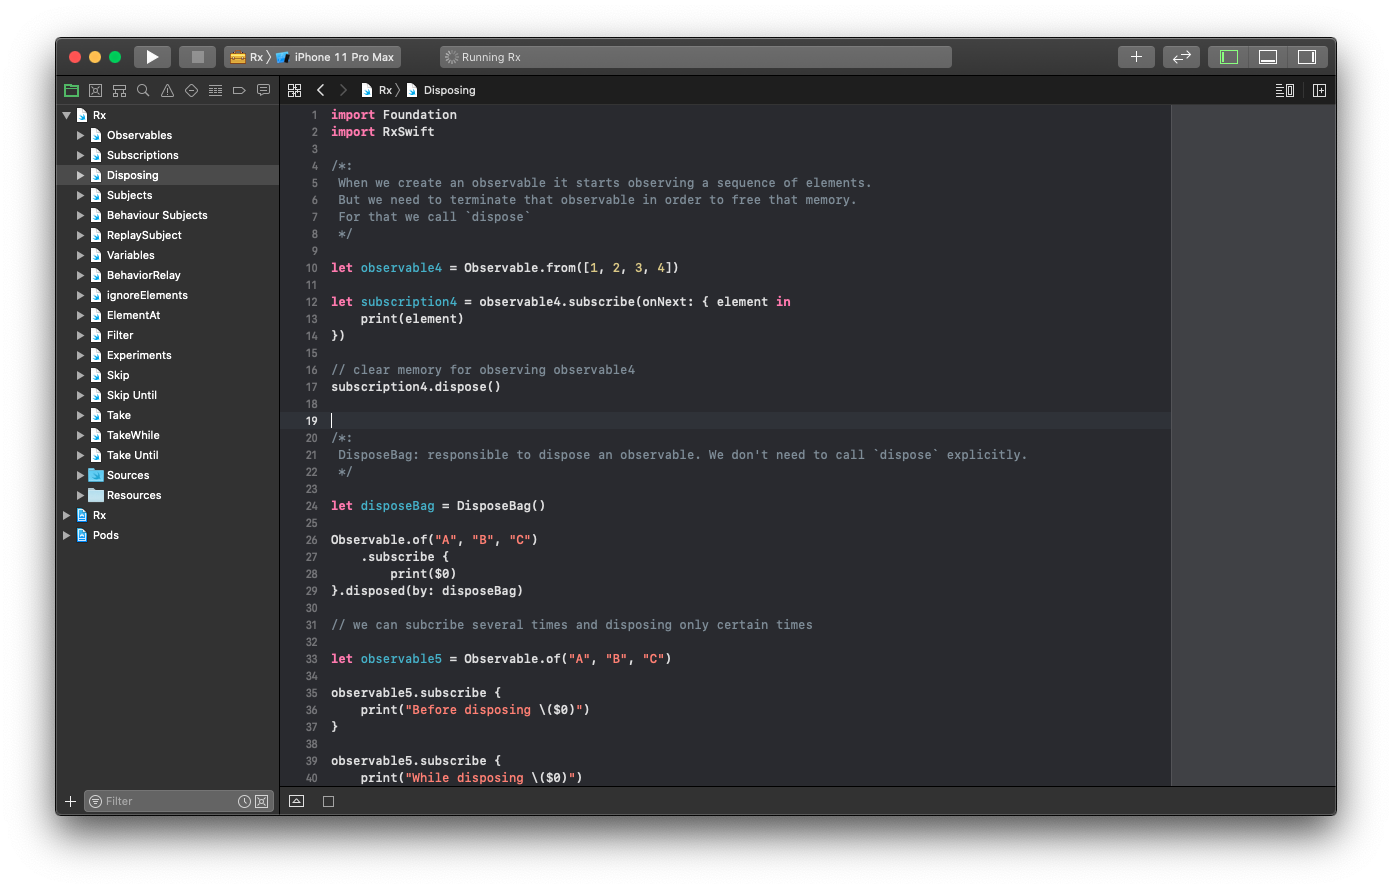 Rx 〉 iPhone 11 Pro Max
Running Rx
Rx 〉 Disposing
Rx
Observables
Subscriptions
Disposing
Subjects
Behaviour Subjects
ReplaySubject
Variables
BehaviorRelay
ignoreElements
ElementAt
Filter
Experiments
Skip
Skip Until
Take
TakeWhile
Take Until
Sources
Resources
Rx
Pods
Filter
1 import Foundation
2 import RxSwift
3
4 /*:
5 When we create an observable it starts observing a sequence of elements.
6 But we need to terminate that observable in order to free that memory.
7 For that we call `dispose`
8 */
9
10 let observable4 = Observable.from([1, 2, 3, 4])
11
12 let subscription4 = observable4.subscribe(onNext: { element in
13 print(element)
14 })
15
16 // clear memory for observing observable4
17 subscription4.dispose()
18
19
20 /*:
21 DisposeBag: responsible to dispose an observable. We don't need to call `dispose` explicitly.
22 */
23
24 let disposeBag = DisposeBag()
25
26 Observable.of("A", "B", "C")
27 .subscribe {
28 print($0)
29 }.disposed(by: disposeBag)
30
31 // we can subcribe several times and disposing only certain times
32
33 let observable5 = Observable.of("A", "B", "C")
34
35 observable5.subscribe {
36 print("Before disposing \($0)")
37 }
38
39 observable5.subscribe {
40 print("While disposing \($0)")